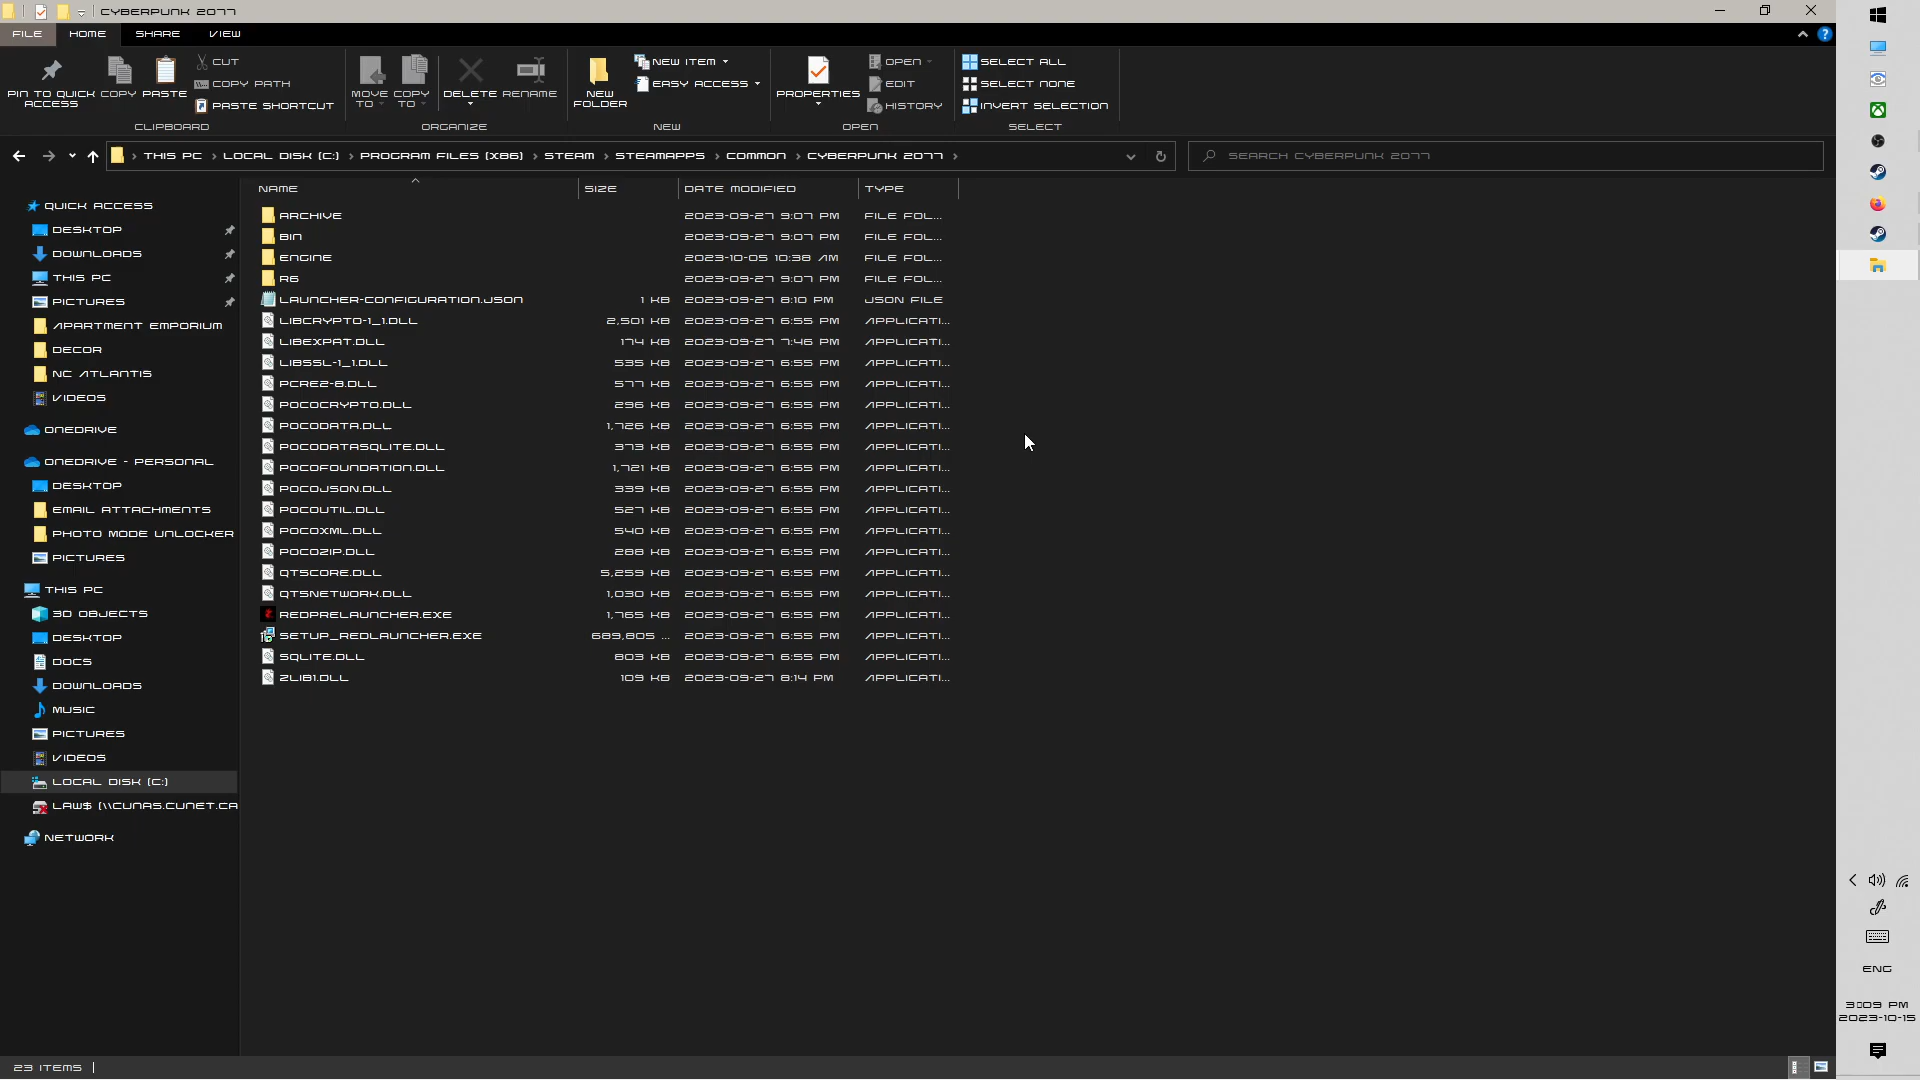 CYBERPUNK 2077
FILE HOME SHARE VIEW
PIN TO QUICK ACCESS
COPY
PASTE
CUT
COPY PATH
PASTE SHORTCUT
CLIPBOARD
MOVE TO
COPY TO
DELETE
RENAME
ORGANIZE
NEW FOLDER
NEW ITEM
EASY ACCESS
NEW
PROPERTIES
OPEN
EDIT
HISTORY
OPEN
SELECT ALL
SELECT NONE
INVERT SELECTION
SELECT
THIS PC > LOCAL DISK (C:) > PROGRAM FILES (X86) > STEAM > STEAMAPPS > COMMON > CYBERPUNK 2077 >
SEARCH CYBERPUNK 2077
QUICK ACCESS
DESKTOP
DOWNLOADS
THIS PC
PICTURES
APARTMENT EMPORIUM
DECOR
NC ATLANTIS
VIDEOS
ONEDRIVE
ONEDRIVE - PERSONAL
DESKTOP
EMAIL ATTACHMENTS
PHOTO MODE UNLOCKER
PICTURES
THIS PC
3D OBJECTS
DESKTOP
DOCS
DOWNLOADS
MUSIC
PICTURES
VIDEOS
LOCAL DISK (C:)
LAW$ (\\CUNAS.CUNET.CA
NETWORK
NAME SIZE DATE MODIFIED TYPE
ARCHIVE 2023-09-27 9:07 PM FILE FOL...
BIN 2023-09-27 9:07 PM FILE FOL...
ENGINE 2023-10-05 10:38 AM FILE FOL...
R6 2023-09-27 9:07 PM FILE FOL...
LAUNCHER-CONFIGURATION.JSON 1 KB 2023-09-27 8:10 PM JSON FILE
LIBCRYPTO-1_1.DLL 2,501 KB 2023-09-27 6:55 PM APPLICATI...
LIBEXPAT.DLL 174 KB 2023-09-27 7:46 PM APPLICATI...
LIBSSL-1_1.DLL 535 KB 2023-09-27 6:55 PM APPLICATI...
PCRE2-8.DLL 577 KB 2023-09-27 6:55 PM APPLICATI...
POCOCRYPTO.DLL 296 KB 2023-09-27 6:55 PM APPLICATI...
POCODATA.DLL 1,726 KB 2023-09-27 6:55 PM APPLICATI...
POCODATASQLITE.DLL 373 KB 2023-09-27 6:55 PM APPLICATI...
POCOFOUNDATION.DLL 1,721 KB 2023-09-27 6:55 PM APPLICATI...
POCOJSON.DLL 339 KB 2023-09-27 6:55 PM APPLICATI...
POCOUTIL.DLL 527 KB 2023-09-27 6:55 PM APPLICATI...
POCOXML.DLL 540 KB 2023-09-27 6:55 PM APPLICATI...
POCOZIP.DLL 288 KB 2023-09-27 6:55 PM APPLICATI...
QTSCORE.DLL 5,259 KB 2023-09-27 6:55 PM APPLICATI...
QTSNETWORK.DLL 1,030 KB 2023-09-27 6:55 PM APPLICATI...
REDPRELAUNCHER.EXE 1,765 KB 2023-09-27 6:55 PM APPLICATI...
SETUP_REDLAUNCHER.EXE 689,805 ... 2023-09-27 6:55 PM APPLICATI...
SQLITE.DLL 803 KB 2023-09-27 6:55 PM APPLICATI...
ZLIB1.DLL 109 KB 2023-09-27 8:14 PM APPLICATI...
23 ITEMS
ENG
3:09 PM
2023-10-15